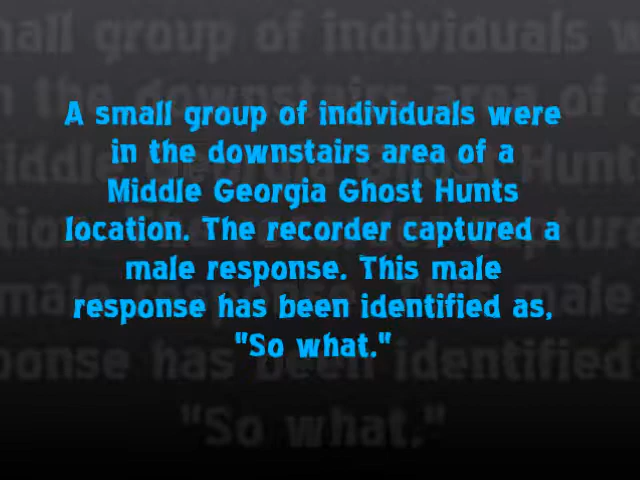 A small group of individuals were
in the downstairs area of a
Middle Georgia Ghost Hunts
location. The recorder captured a
male response. This male
response has been identified as,
"So what."